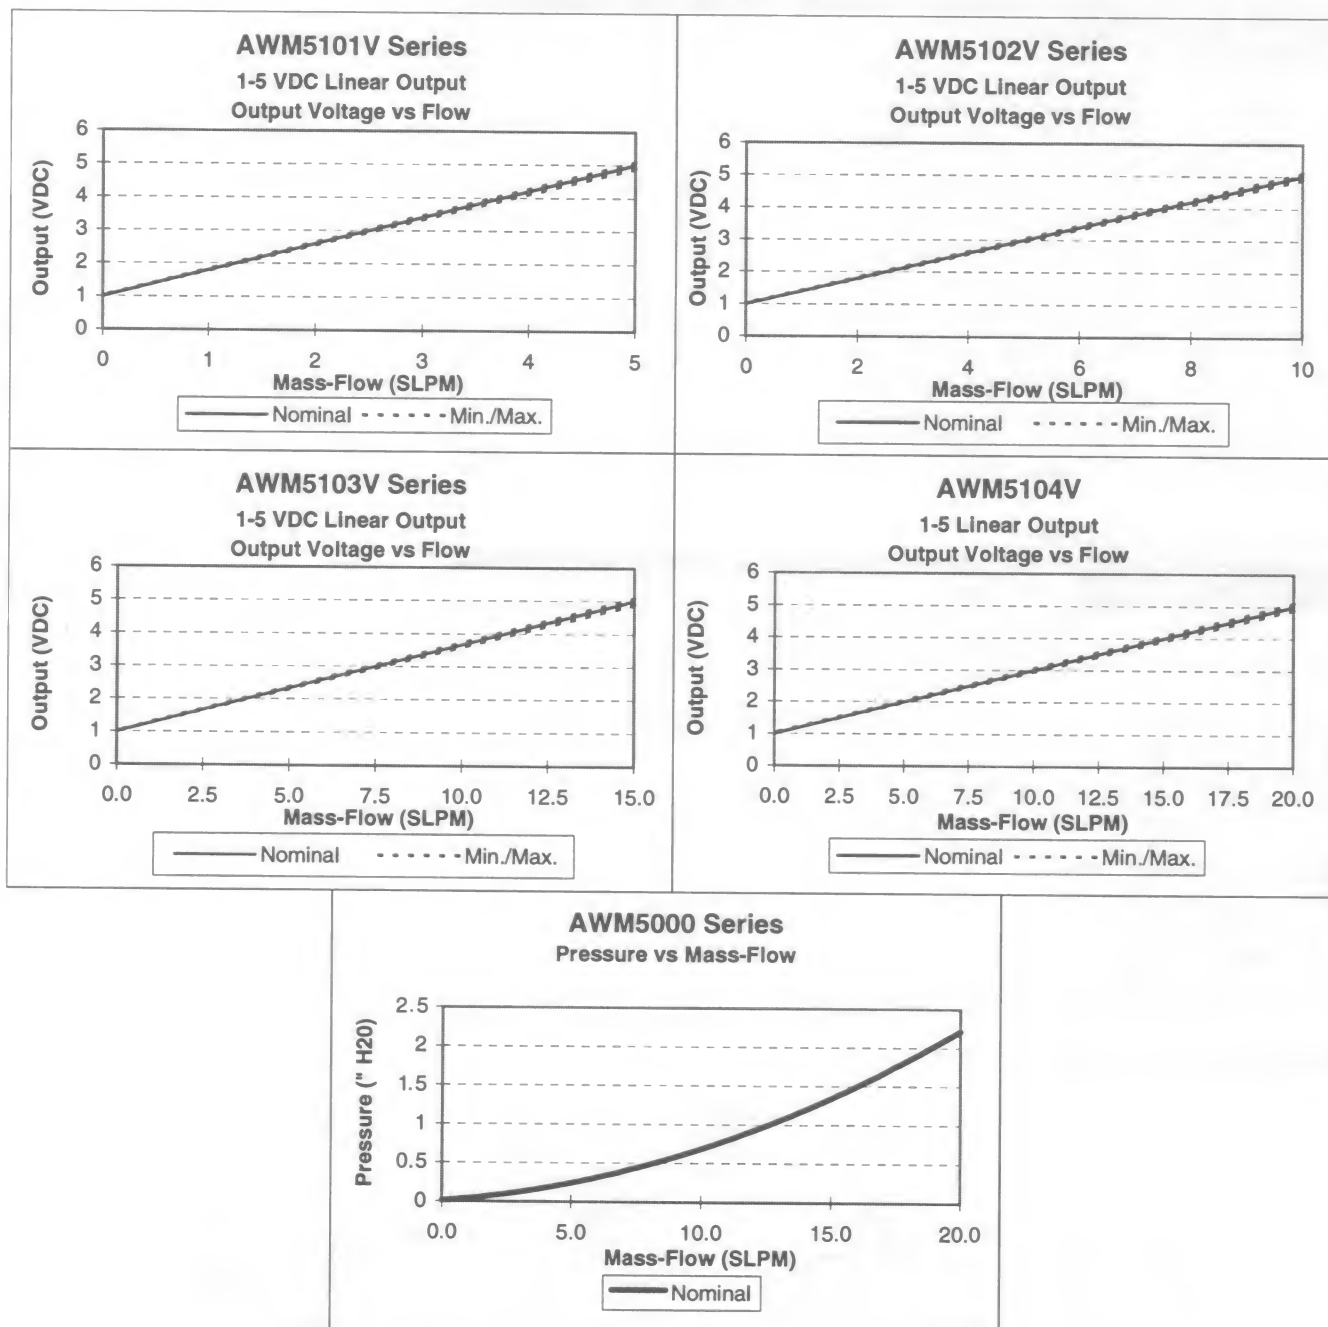 AWM5101V Series
1-5 VDC Linear Output
Output Voltage vs Flow
Output (VDC)
6
5
4
3
2
1
0
0 1 2 3 4 5
Mass-Flow (SLPM)
Nominal Min./Max.
AWM5102V Series
1-5 VDC Linear Output
Output Voltage vs Flow
Output (VDC)
6
5
4
3
2
1
0
0 2 4 6 8 10
Mass-Flow (SLPM)
Nominal Min./Max.
AWM5103V Series
1-5 VDC Linear Output
Output Voltage vs Flow
Output (VDC)
6
5
4
3
2
1
0
0.0 2.5 5.0 7.5 10.0 12.5 15.0
Mass-Flow (SLPM)
Nominal Min./Max.
AWM5104V
1-5 Linear Output
Output Voltage vs Flow
Output (VDC)
6
5
4
3
2
1
0
0.0 2.5 5.0 7.5 10.0 12.5 15.0 17.5 20.0
Mass-Flow (SLPM)
Nominal Min./Max.
AWM5000 Series
Pressure vs Mass-Flow
Pressure (" H20)
2.5
2
1.5
1
0.5
0
0.0 5.0 10.0 15.0 20.0
Mass-Flow (SLPM)
Nominal